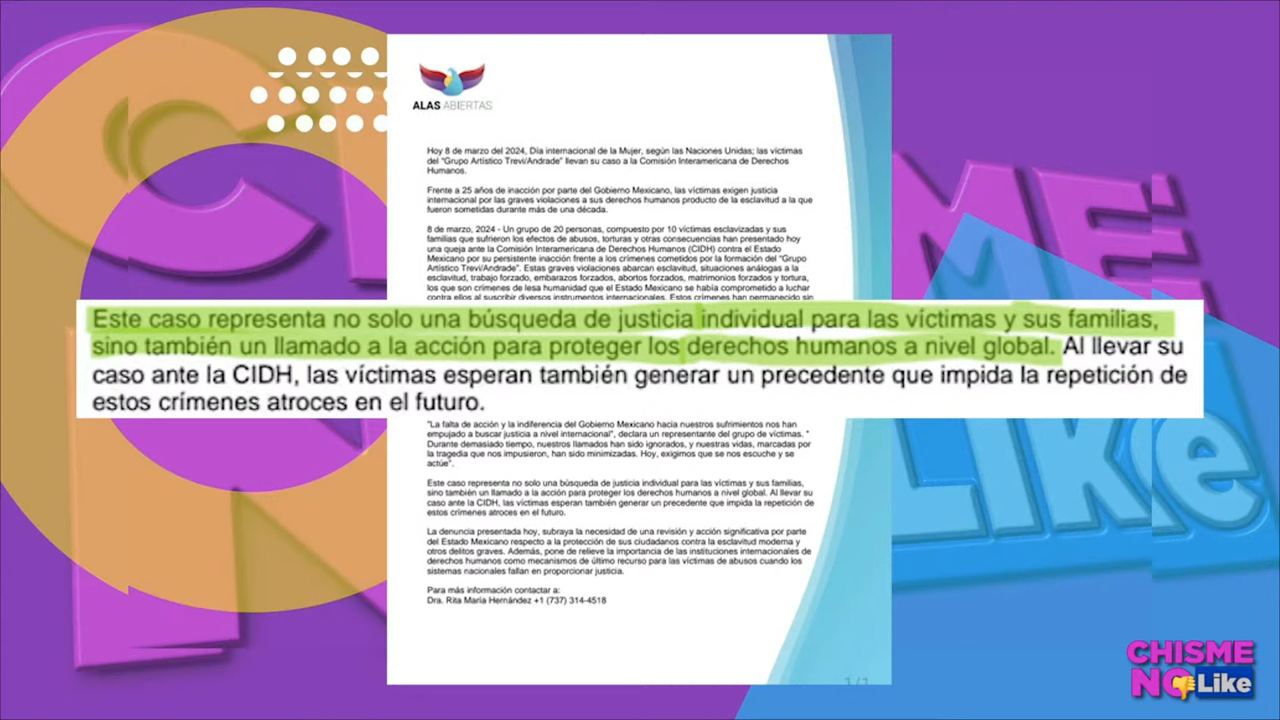 ALAS ABIERTAS
Hoy 8 de marzo del 2024, Día internacional de la Mujer, según las Naciones Unidas; las víctimas
del "Grupo Artístico Trevi/Andrade" llevan su caso a la Comisión Interamericana de Derechos
Humanos.
Frente a 25 años de inacción por parte del Gobierno Mexicano, las víctimas exigen justicia
internacional por las graves violaciones a sus derechos humanos producto de la esclavitud a la que
fueron sometidas durante más de una década.
8 de marzo, 2024 - Un grupo de 20 personas, compuesto por 10 víctimas esclavizadas y sus
familias que sufrieron los efectos de abusos, torturas y otras consecuencias han presentado hoy
una queja ante la Comisión Interamericana de Derechos Humanos (CIDH) contra el Estado
Mexicano por su persistente inacción frente a los crímenes cometidos por la formación del "Grupo
Artístico Trevi/Andrade". Estas graves violaciones abarcan esclavitud, situaciones análogas a la
esclavitud, trabajo forzado, embarazos forzados, abortos forzados, matrimonios forzados y tortura,
los que son crímenes de lesa humanidad que el Estado Mexicano se había comprometido a luchar
contra ellos al suscribir diversos instrumentos internacionales. Estos crímenes han permanecido sin
Este caso representa no solo una búsqueda de justicia individual para las víctimas y sus familias,
sino también un llamado a la acción para proteger los derechos humanos a nivel global. Al llevar su
caso ante la CIDH, las víctimas esperan también generar un precedente que impida la repetición de
estos crímenes atroces en el futuro.
"La falta de acción y la indiferencia del Gobierno Mexicano hacia nuestros sufrimientos nos han
empujado a buscar justicia a nivel internacional", declara un representante del grupo de víctimas. "
Durante demasiado tiempo, nuestros llamados han sido ignorados, y nuestras vidas, marcadas por
la tragedia que nos impusieron, han sido minimizadas. Hoy, exigimos que se nos escuche y se
actúe".
Este caso representa no solo una búsqueda de justicia individual para las víctimas y sus familias,
sino también un llamado a la acción para proteger los derechos humanos a nivel global. Al llevar su
caso ante la CIDH, las víctimas esperan también generar un precedente que impida la repetición de
estos crímenes atroces en el futuro.
La denuncia presentada hoy, subraya la necesidad de una revisión y acción significativa por parte
del Estado Mexicano respecto a la protección de sus ciudadanos contra la esclavitud moderna y
otros delitos graves. Además, pone de relieve la importancia de las instituciones internacionales de
derechos humanos como mecanismos de último recurso para las víctimas de abusos cuando los
sistemas nacionales fallan en proporcionar justicia.
Para más información contactar a:
Dra. Rita María Hernández +1 (737) 314-4518
1/1
CHISME
NO Like